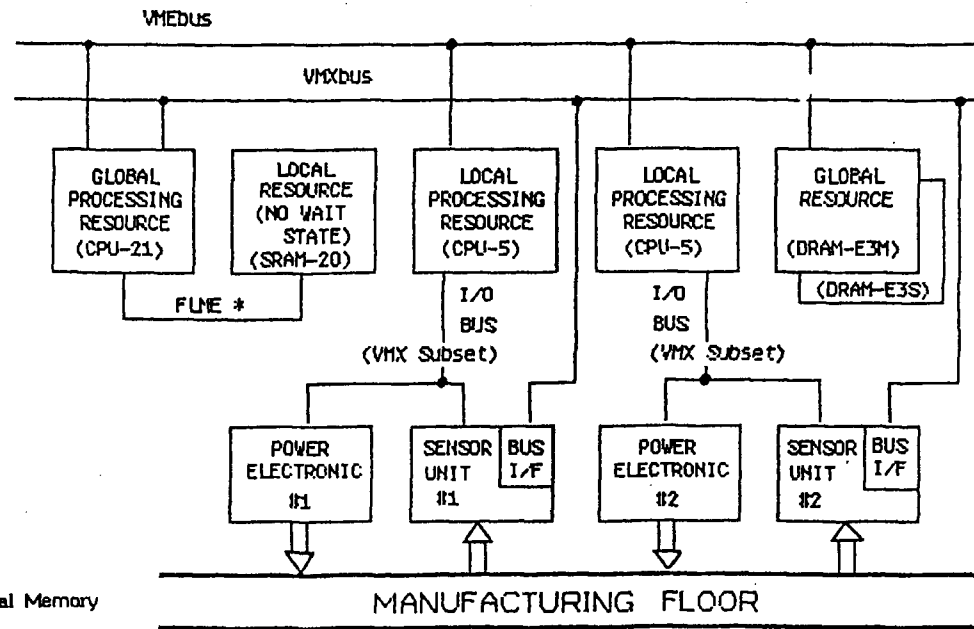 VMEbus
VMXbus
GLOBAL
PROCESSING
RESOURCE
(CPU-21)
LOCAL
RESOURCE
(NO WAIT
STATE)
(SRAM-20)
LOCAL
PROCESSING
RESOURCE
(CPU-5)
LOCAL
PROCESSING
RESOURCE
(CPU-5)
GLOBAL
RESOURCE
(DRAM-E3M)
(DRAM-E3S)
FLME *
I/O
BUS
(VMX Subset)
I/O
BUS
(VMX Subset)
POWER
ELECTRONIC
#1
SENSOR
UNIT
#1
BUS
I/F
POWER
ELECTRONIC
#2
SENSOR
UNIT
#2
BUS
I/F
al Memory
MANUFACTURING FLOOR